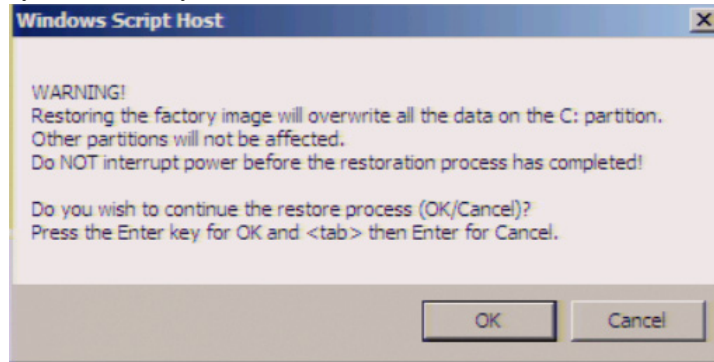 Windows Script Host
WARNING!
Restoring the factory image will overwrite all the data on the C: partition.
Other partitions will not be affected.
Do NOT interrupt power before the restoration process has completed!
Do you wish to continue the restore process (OK/Cancel)?
Press the Enter key for OK and <tab> then Enter for Cancel.
OK
Cancel